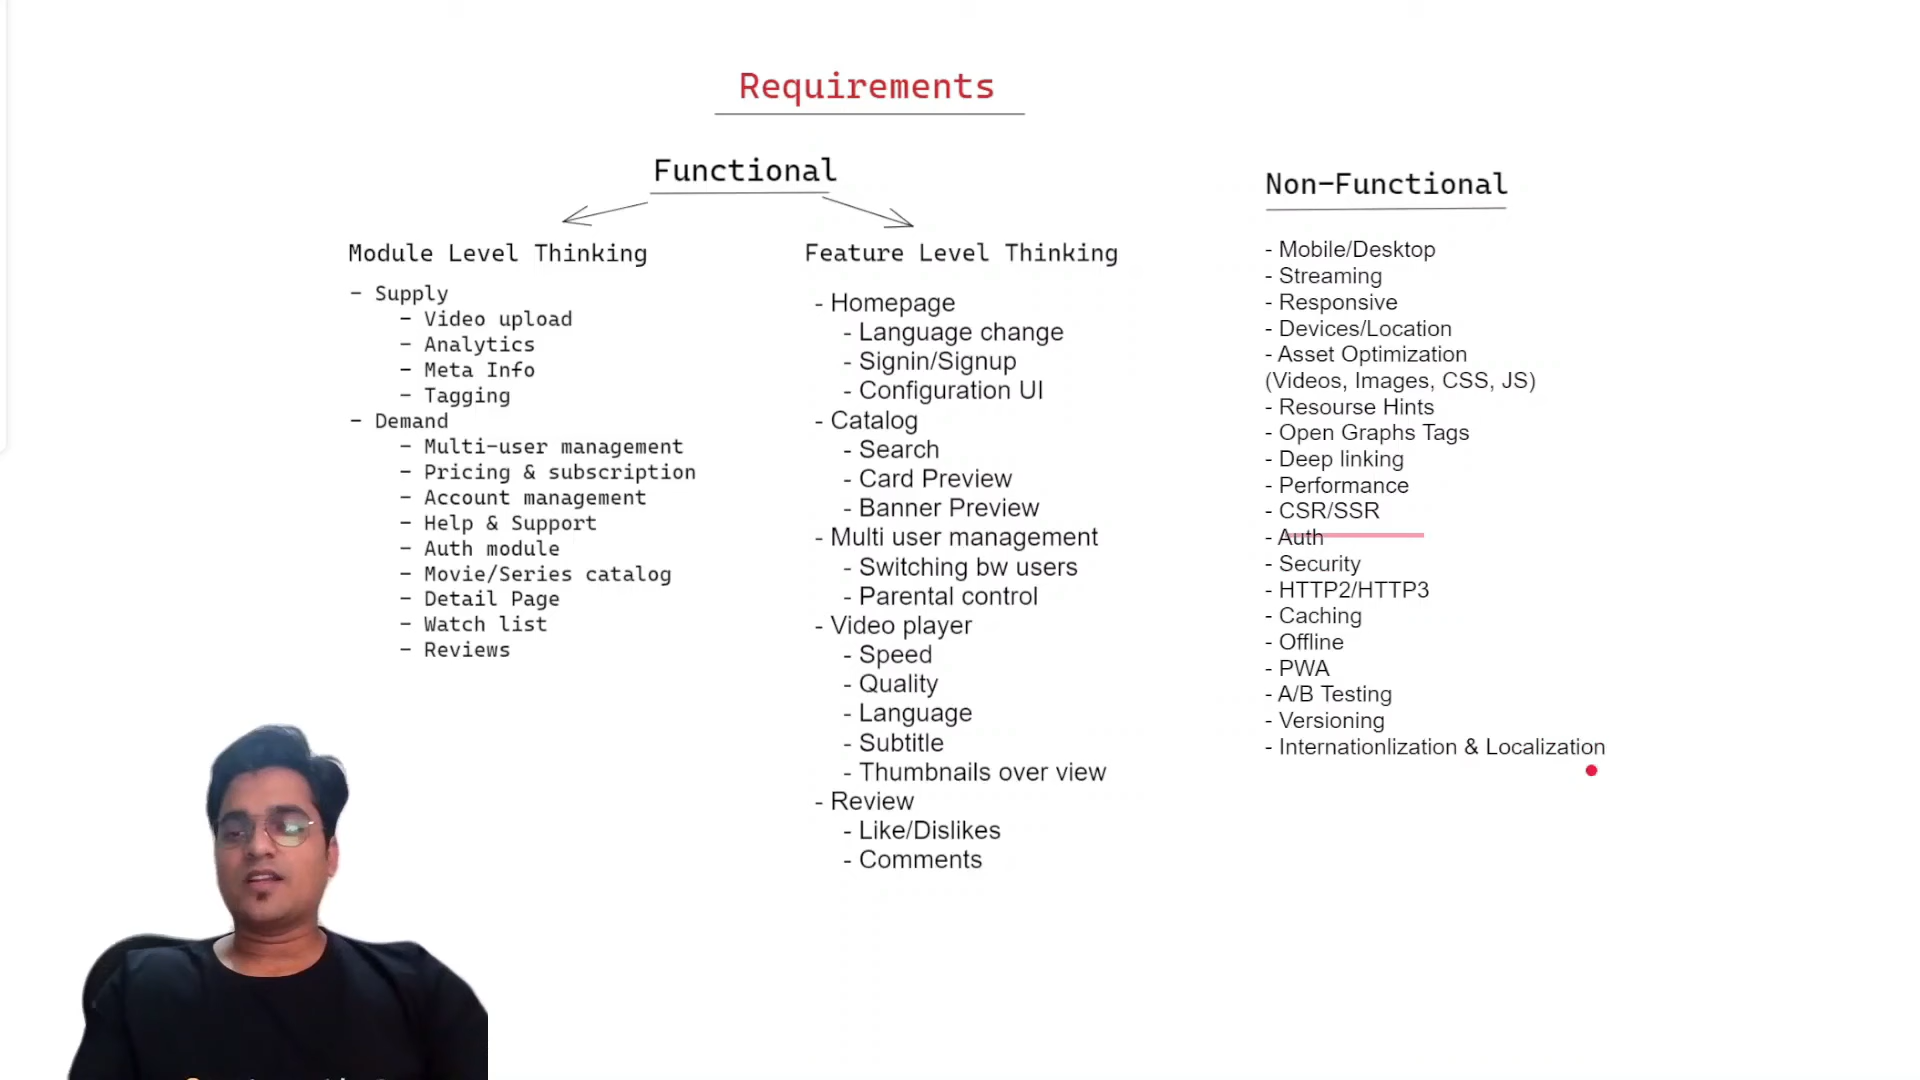 Requirements
Functional
Module Level Thinking
- Supply
- Video upload
- Analytics
- Meta Info
- Tagging
- Demand
- Multi-user management
- Pricing & subscription
- Account management
- Help & Support
- Auth module
- Movie/Series catalog
- Detail Page
- Watch list
- Reviews
Feature Level Thinking
- Homepage
- Language change
- Signin/Signup
- Configuration UI
- Catalog
- Search
- Card Preview
- Banner Preview
- Multi user management
- Switching bw users
- Parental control
- Video player
- Speed
- Quality
- Language
- Subtitle
- Thumbnails over view
- Review
- Like/Dislikes
- Comments
Non-Functional
- Mobile/Desktop
- Streaming
- Responsive
- Devices/Location
- Asset Optimization
(Videos, Images, CSS, JS)
- Resourse Hints
- Open Graphs Tags
- Deep linking
- Performance
- CSR/SSR
- Auth
- Security
- HTTP2/HTTP3
- Caching
- Offline
- PWA
- A/B Testing
- Versioning
- Internationlization & Localization